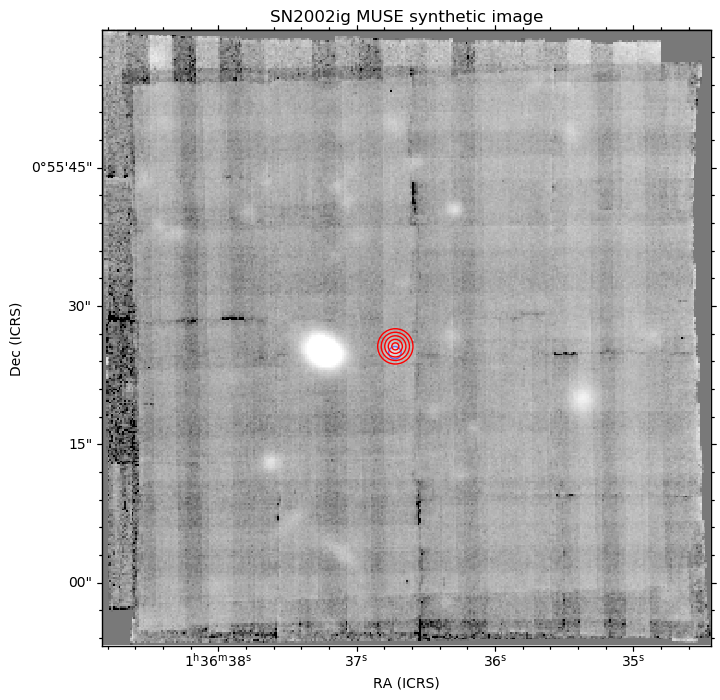 SN2002ig MUSE synthetic image
Dec (ICRS)
0°55'45"
30"
15"
00"
1ʰ36ᵐ38ˢ
37ˢ
36ˢ
35ˢ
RA (ICRS)